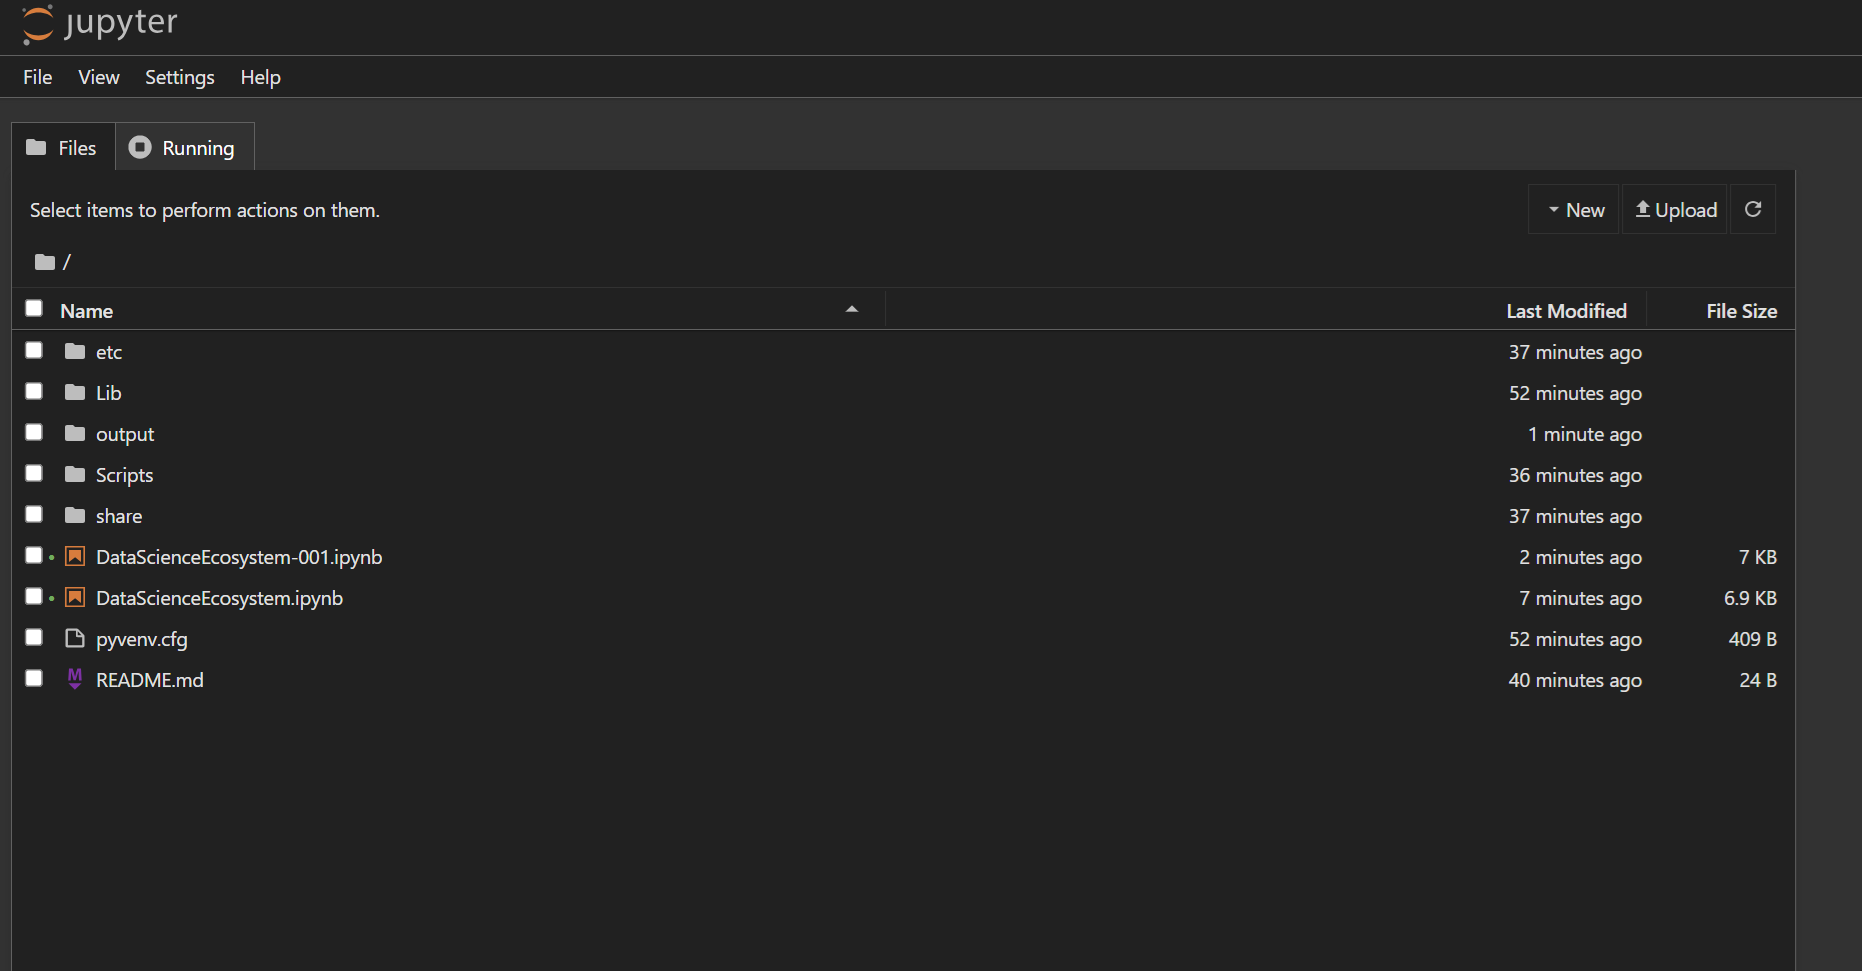 jupyter
File View Settings Help
Files Running
Select items to perform actions on them.
New Upload
/
Name Last Modified File Size
etc 37 minutes ago
Lib 52 minutes ago
output 1 minute ago
Scripts 36 minutes ago
share 37 minutes ago
DataScienceEcosystem-001.ipynb 2 minutes ago 7 KB
DataScienceEcosystem.ipynb 7 minutes ago 6.9 KB
pyvenv.cfg 52 minutes ago 409 B
M README.md 40 minutes ago 24 B